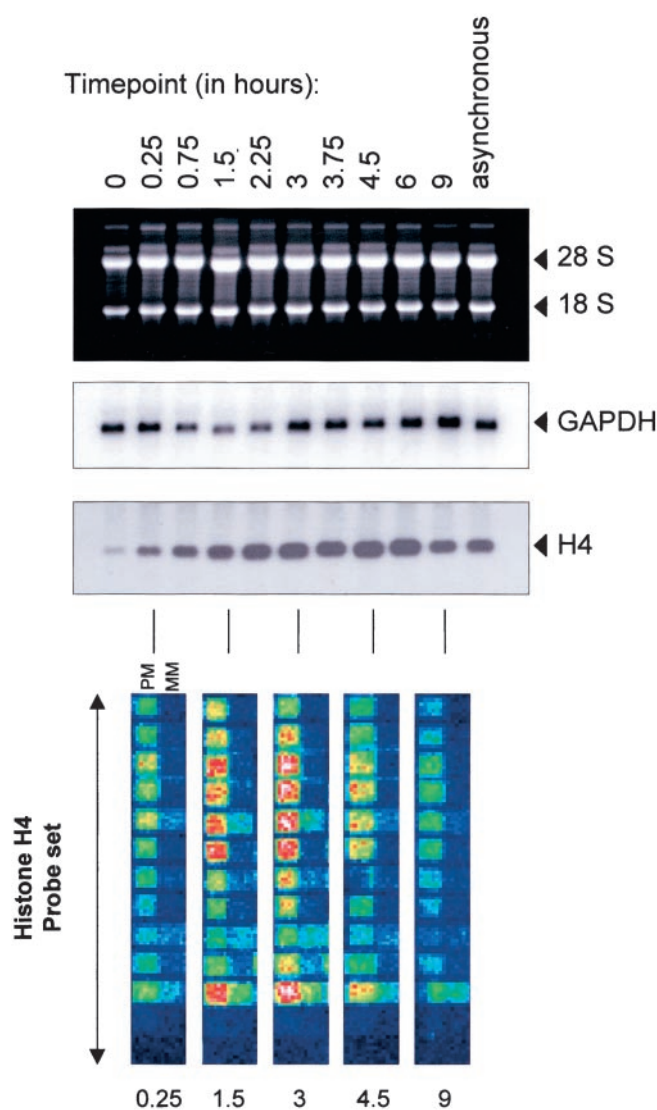 Timepoint (in hours):
0 0.25 0.75 1.5 2.25 3 3.75 4.5 6 9 asynchronous
28 S
18 S
GAPDH
H4
PM MM
Histone H4
Probe set
0.25 1.5 3 4.5 9